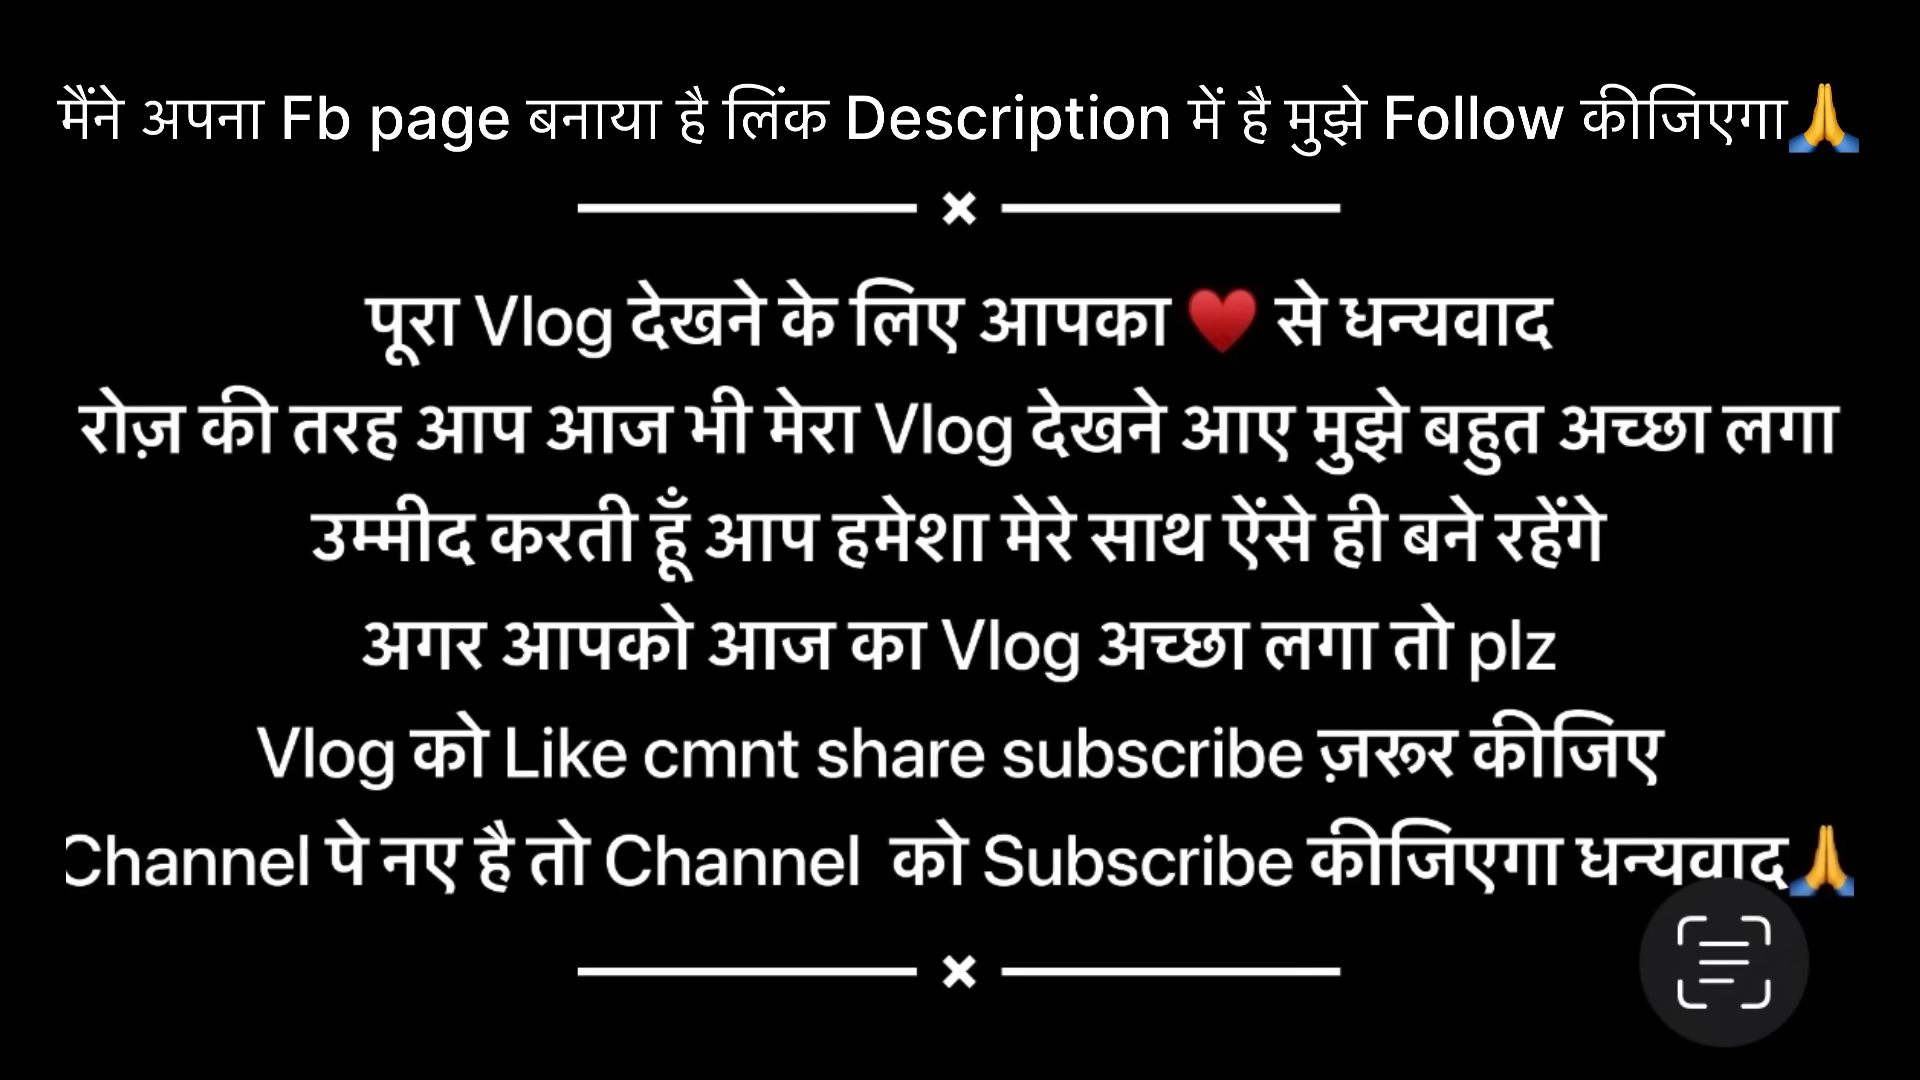 मैंने अपना Fb page बनाया है लिंक Description में है मुझे Follow कीजिएगा🙏
पूरा Vlog देखने के लिए आपका ♥️ से धन्यवाद
रोज़ की तरह आप आज भी मेरा Vlog देखने आए मुझे बहुत अच्छा लगा
उम्मीद करती हूँ आप हमेशा मेरे साथ ऐंसे ही बने रहेंगे
अगर आपको आज का Vlog अच्छा लगा तो plz
Vlog को Like cmnt share subscribe ज़रूर कीजिए
Channel पे नए है तो Channel को Subscribe कीजिएगा धन्यवाद🙏